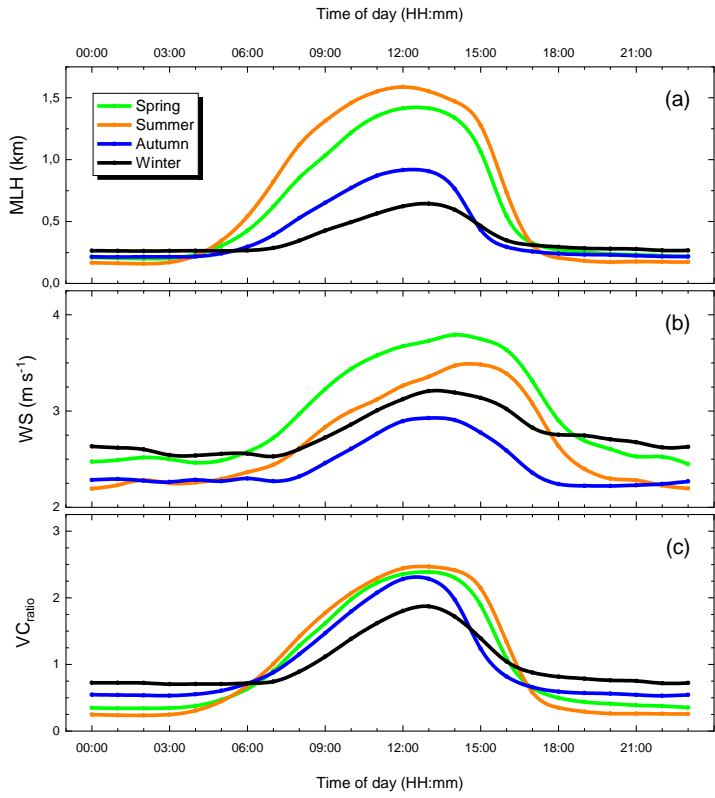 Time of day (HH:mm)
00:00 03:00 06:00 09:00 12:00 15:00 18:00 21:00
(a)
Spring
Summer
Autumn
Winter
MLH (km)
1,5
1,0
0,5
0,0
(b)
WS (m s⁻¹)
4
3
2
(c)
VCratio
3
2
1
0
00:00 03:00 06:00 09:00 12:00 15:00 18:00 21:00
Time of day (HH:mm)